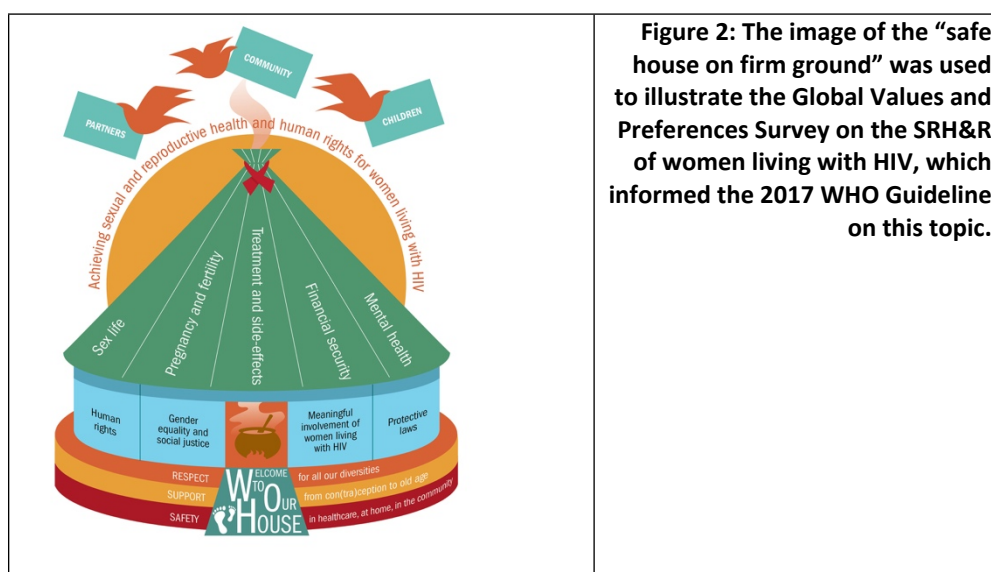 COMMUNITY
PARTNERS
CHILDREN
Achieving sexual and reproductive health and human rights for women living with HIV
Sex life
Pregnancy and fertility
Treatment and side-effects
Financial security
Mental health
Human
rights
Gender
equality and
social justice
Meaningful
involvement of
women living
with HIV
Protective
laws
RESPECT for all our diversities
SUPPORT from con(tra)ception to old age
SAFETY in healthcare, at home, in the community
WELCOME
TO OUR
HOUSE
Figure 2: The image of the “safe
house on firm ground” was used
to illustrate the Global Values and
Preferences Survey on the SRH&R
of women living with HIV, which
informed the 2017 WHO Guideline
on this topic.